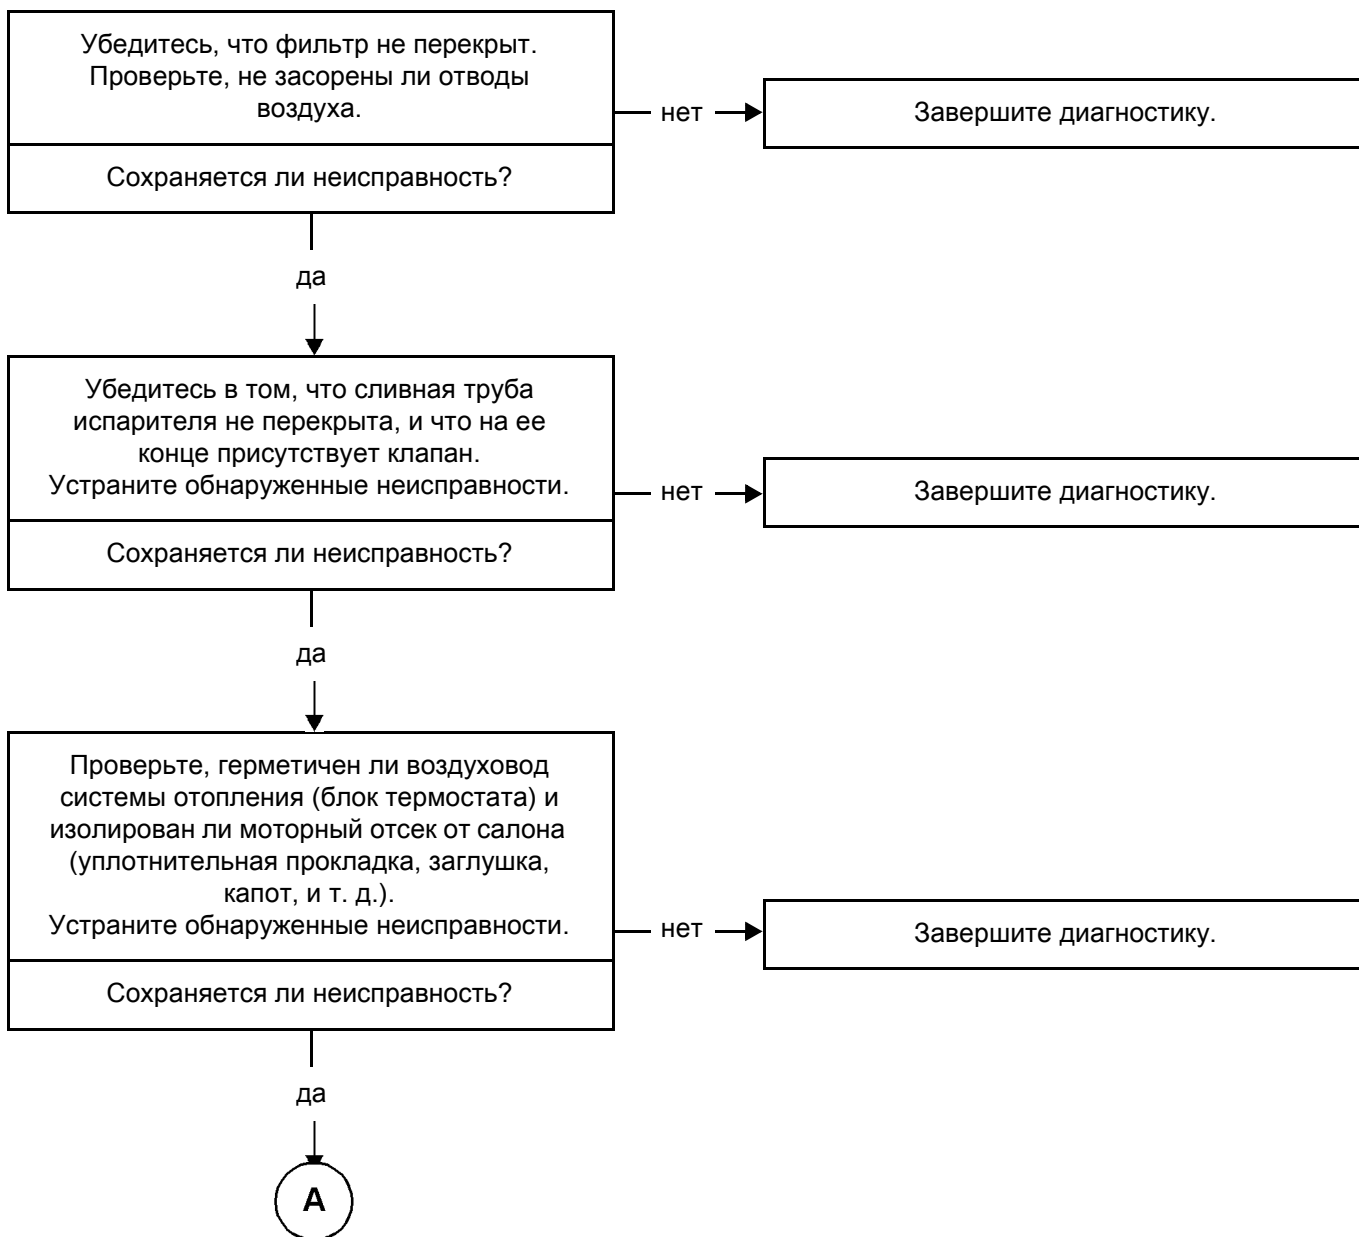 Убедитесь, что фильтр не перекрыт.
Проверьте, не засорены ли отводы
воздуха.
нет
Завершите диагностику.
Сохраняется ли неисправность?
да
Убедитесь в том, что сливная труба
испарителя не перекрыта, и что на ее
конце присутствует клапан.
Устраните обнаруженные неисправности.
нет
Завершите диагностику.
Сохраняется ли неисправность?
да
Проверьте, герметичен ли воздуховод
системы отопления (блок термостата) и
изолирован ли моторный отсек от салона
(уплотнительная прокладка, заглушка,
капот, и т. д.).
Устраните обнаруженные неисправности.
нет
Завершите диагностику.
Сохраняется ли неисправность?
да
А